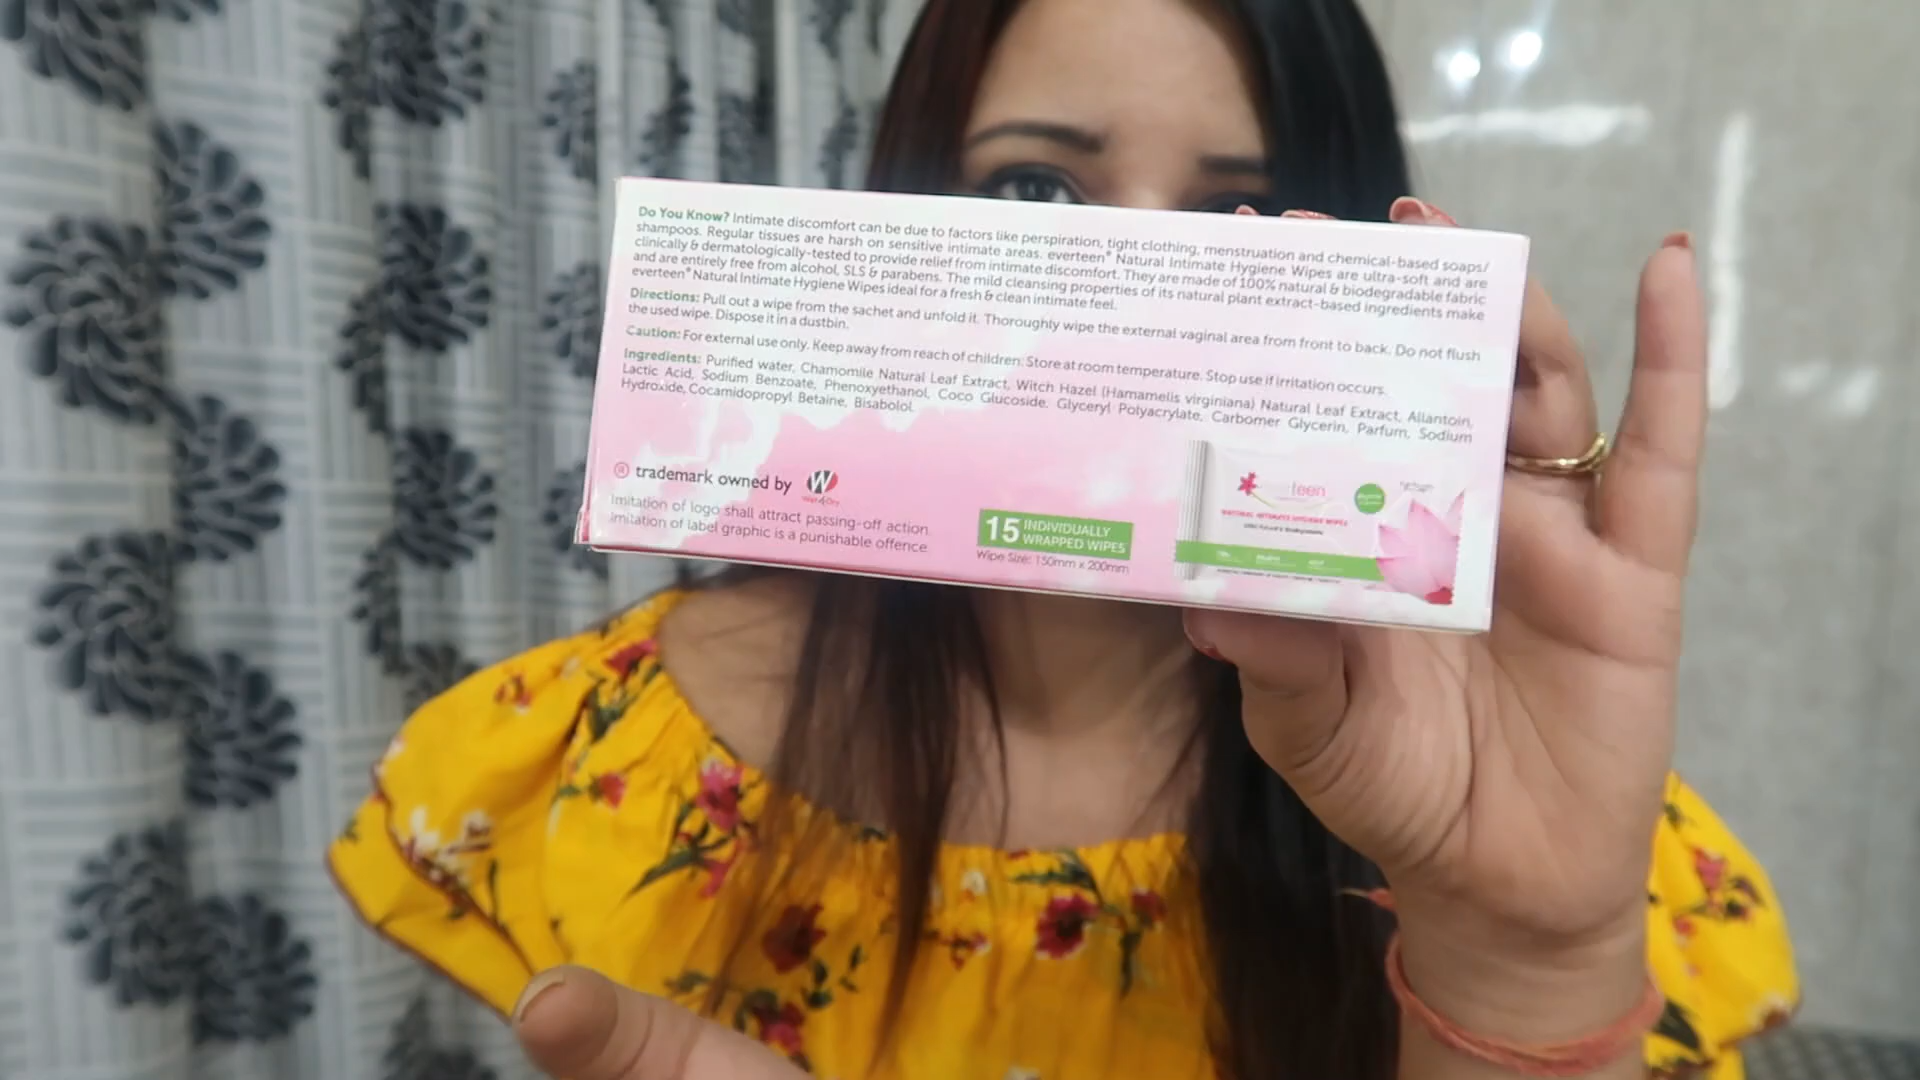 Do You Know? Intimate discomfort can be due to factors like perspiration, tight clothing, menstruation and chemical-based soaps/
shampoos. Regular tissues are harsh on sensitive intimate areas. everteen® Natural Intimate Hygiene Wipes are ultra-soft and are
clinically & dermatologically-tested to provide relief from intimate discomfort. They are made of 100% natural & biodegradable fabric
and are entirely free from alcohol, SLS & parabens. The mild cleansing properties of its natural plant extract-based ingredients make
everteen® Natural Intimate Hygiene Wipes ideal for a fresh & clean intimate feel.
Directions: Pull out a wipe from the sachet and unfold it. Thoroughly wipe the external vaginal area from front to back. Do not flush
the used wipe. Dispose it in a dustbin.
Caution: For external use only. Keep away from reach of children. Store at room temperature. Stop use if irritation occurs.
Ingredients: Purified water, Chamomile Natural Leaf Extract, Witch Hazel (Hamamelis virginiana) Natural Leaf Extract, Allantoin,
Lactic Acid, Sodium Benzoate, Phenoxyethanol, Coco Glucoside, Glyceryl Polyacrylate, Carbomer Glycerin, Parfum, Sodium
Hydroxide, Cocamidopropyl Betaine, Bisabolol.
® trademark owned by W
Wet & Dry
Imitation of logo shall attract passing-off action.
Imitation of label graphic is a punishable offence.
15 INDIVIDUALLY
WRAPPED WIPES
Wipe Size: 150mm x 200mm
teen
NATURAL INTIMATE HYGIENE WIPES